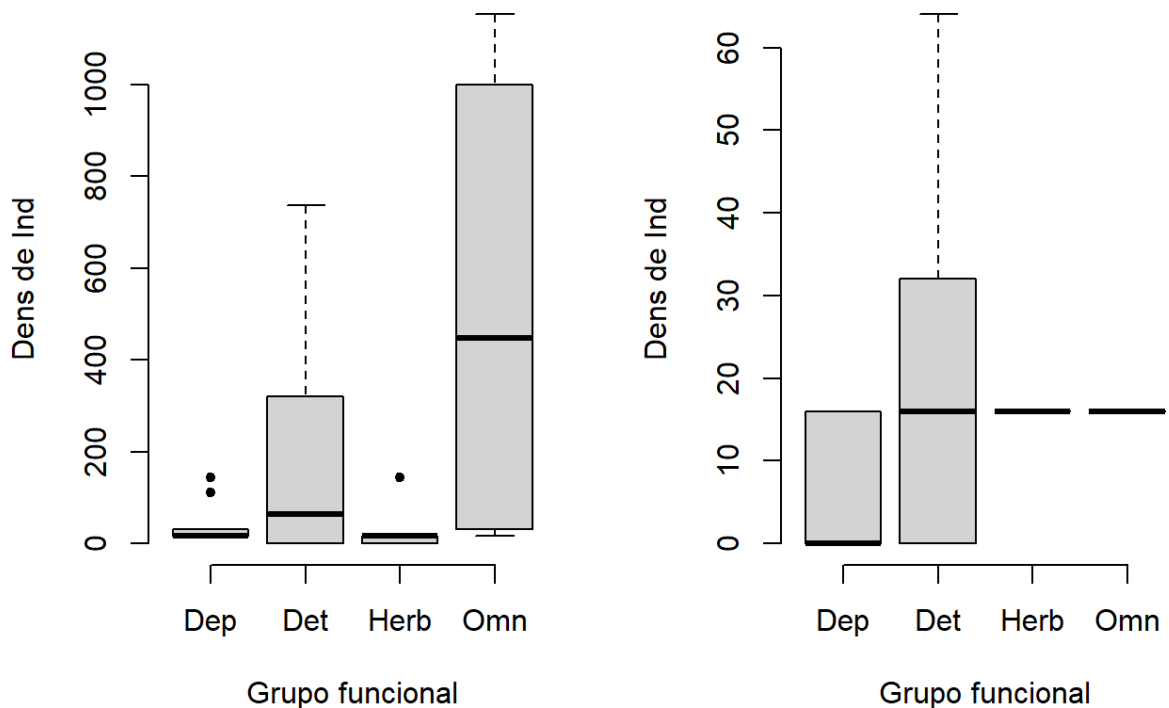 Dens de Ind
0
200
400
600
800
1000
Dep Det Herb Omn
Grupo funcional
Dens de Ind
0
10
20
30
40
50
60
Dep Det Herb Omn
Grupo funcional